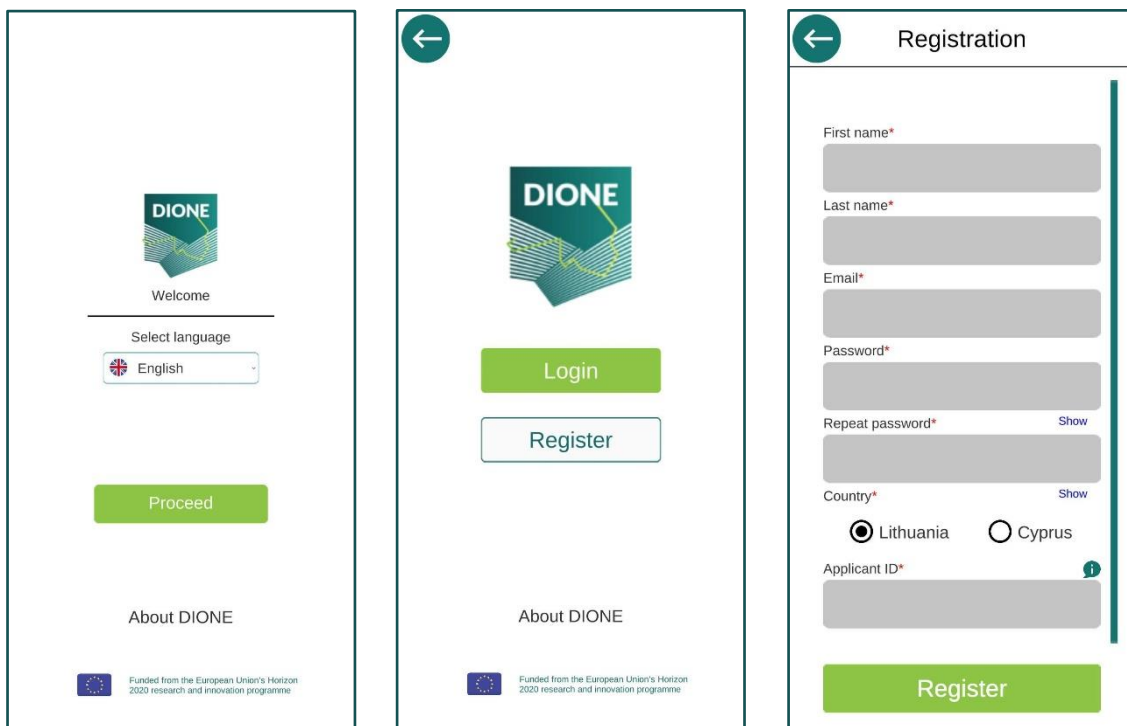 DIONE
Welcome
Select language
English
Proceed
About DIONE
Funded from the European Union's Horizon
2020 research and innovation programme
DIONE
Login
Register
About DIONE
Funded from the European Union's Horizon
2020 research and innovation programme
Registration
First name*
Last name*
Email*
Password*
Repeat password* Show
Country* Show
Lithuania Cyprus
Applicant ID*
Register